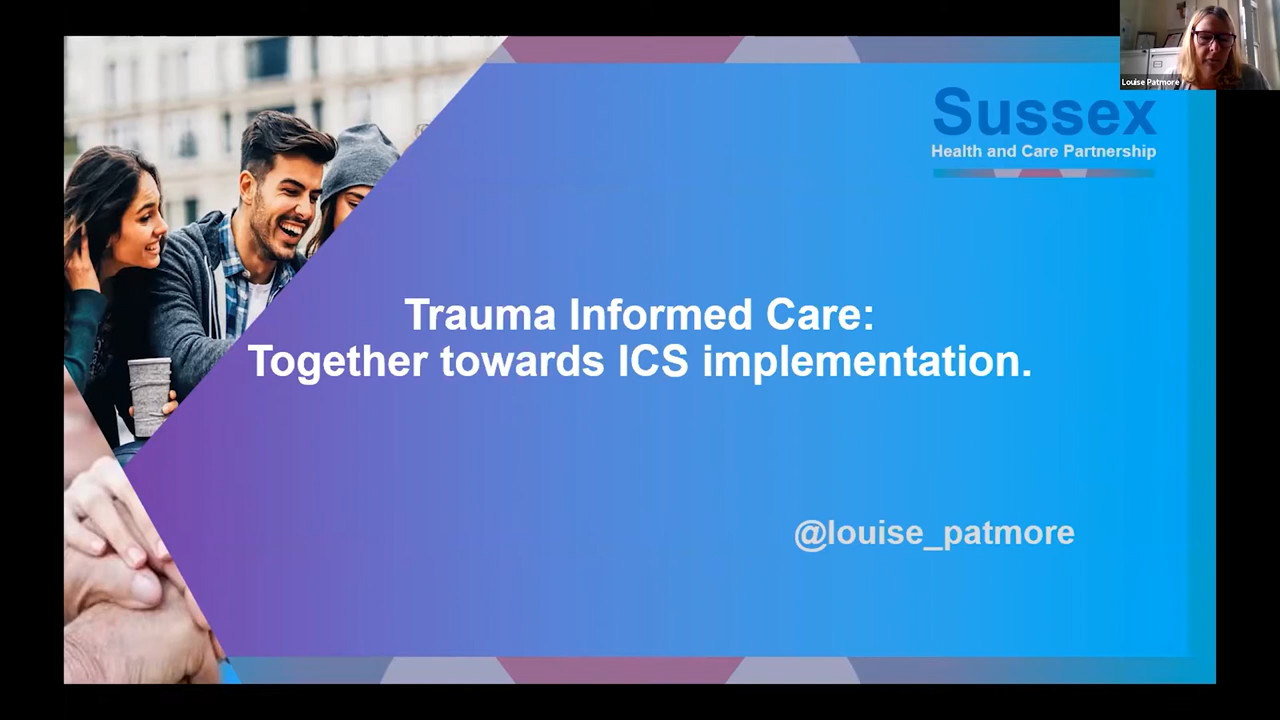 Louise Patmore
Sussex
Health and Care Partnership
Trauma Informed Care:
Together towards ICS implementation.
@louise_patmore